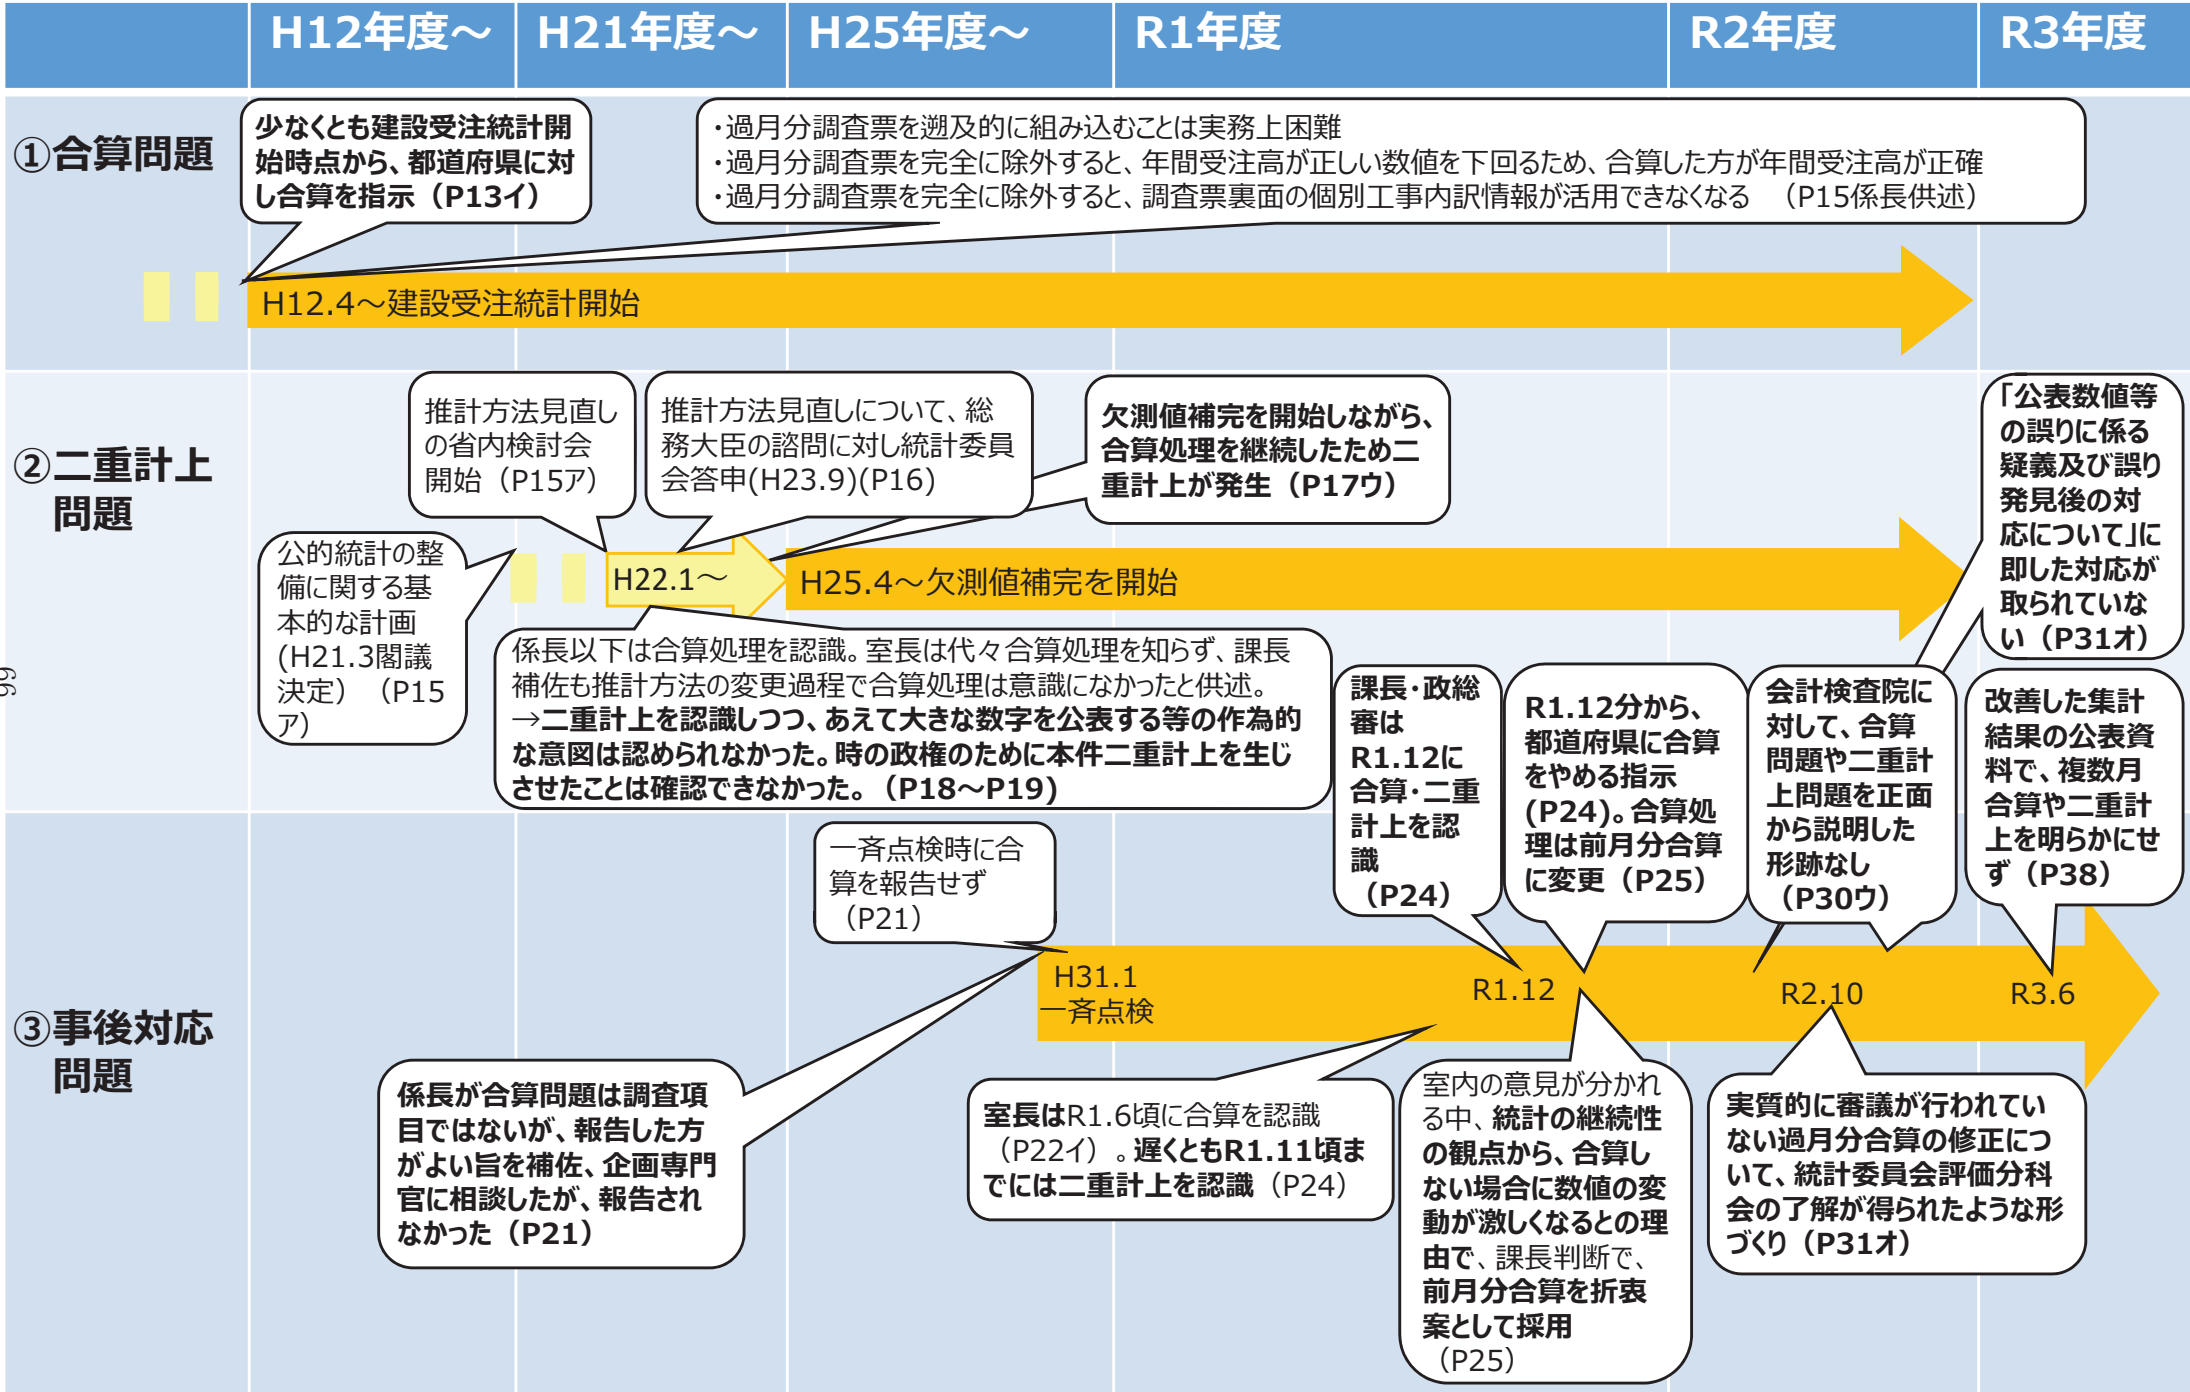 H12年度～
H21年度～
H25年度～
R1年度
R2年度
R3年度
①合算問題
少なくとも建設受注統計開
始時点から、都道府県に対
し合算を指示（P13イ）
・過月分調査票を遡及的に組み込むことは実務上困難
・過月分調査票を完全に除外すると、年間受注高が正しい数値を下回るため、合算した方が年間受注高が正確
・過月分調査票を完全に除外すると、調査票裏面の個別工事内訳情報が活用できなくなる　（P15係長供述）
H12.4～建設受注統計開始
②二重計上
問題
推計方法見直し
の省内検討会
開始（P15ア）
推計方法見直しについて、総
務大臣の諮問に対し統計委員
会答申(H23.9)(P16)
欠測値補完を開始しながら、
合算処理を継続したため二
重計上が発生（P17ウ）
「公表数値等
の誤りに係る
疑義及び誤り
発見後の対
応について」に
即した対応が
取られていな
い（P31オ）
公的統計の整
備に関する基
本的な計画
(H21.3閣議
決定）（P15
ア）
H22.1～
H25.4～欠測値補完を開始
係長以下は合算処理を認識。室長は代々合算処理を知らず、課長
補佐も推計方法の変更過程で合算処理は意識になかったと供述。
→二重計上を認識しつつ、あえて大きな数字を公表する等の作為的
な意図は認められなかった。時の政権のために本件二重計上を生じ
させたことは確認できなかった。（P18～P19）
課長・政総
審は
R1.12に
合算・二重
計上を認
識
（P24）
R1.12分から、
都道府県に合算
をやめる指示
(P24)。合算処
理は前月分合算
に変更（P25）
会計検査院に
対して、合算
問題や二重計
上問題を正面
から説明した
形跡なし
（P30ウ）
改善した集計
結果の公表資
料で、複数月
合算や二重計
上を明らかにせ
ず（P38）
66
③事後対応
問題
一斉点検時に合
算を報告せず
（P21）
H31.1
一斉点検
R1.12
R2.10
R3.6
係長が合算問題は調査項
目ではないが、報告した方
がよい旨を補佐、企画専門
官に相談したが、報告され
なかった（P21）
室長はR1.6頃に合算を認識
（P22イ）。遅くともR1.11頃ま
でには二重計上を認識（P24）
室内の意見が分かれ
る中、統計の継続性
の観点から、合算し
ない場合に数値の変
動が激しくなるとの理
由で、課長判断で、
前月分合算を折衷
案として採用
（P25）
実質的に審議が行われてい
ない過月分合算の修正につ
いて、統計委員会評価分科
会の了解が得られたような形
づくり（P31オ）